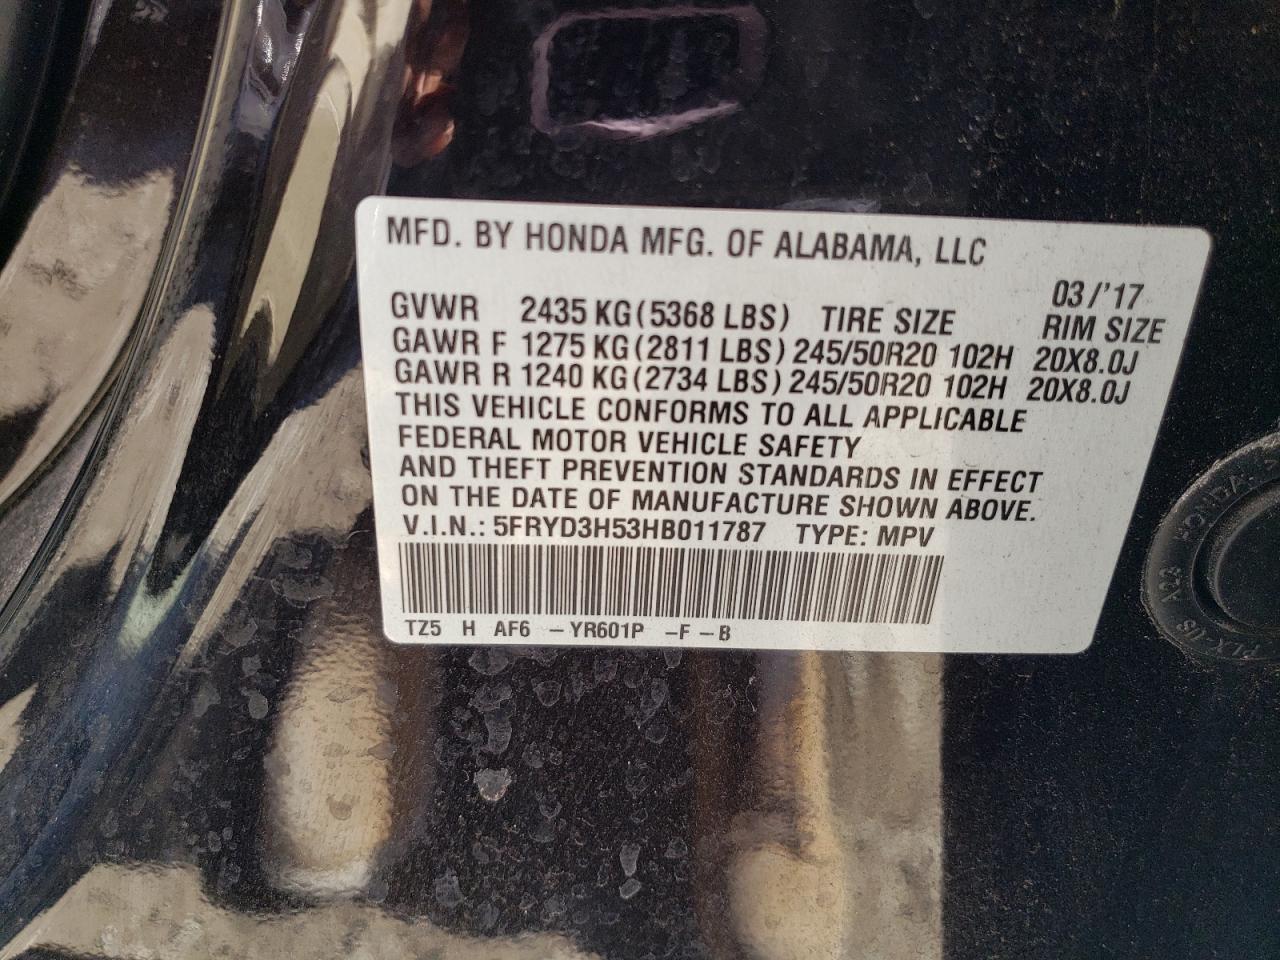 MFD. BY HONDA MFG. OF ALABAMA, LLC
03/'17
GVWR 2435 KG (5368 LBS) TIRE SIZE RIM SIZE
GAWR F 1275 KG (2811 LBS) 245/50R20 102H 20X8.0J
GAWR R 1240 KG (2734 LBS) 245/50R20 102H 20X8.0J
THIS VEHICLE CONFORMS TO ALL APPLICABLE
FEDERAL MOTOR VEHICLE SAFETY
AND THEFT PREVENTION STANDARDS IN EFFECT
ON THE DATE OF MANUFACTURE SHOWN ABOVE.
V.I.N.: 5FRYD3H53HB011787 TYPE: MPV
TZ5 H AF6 -YR601P -F -B
HONDA